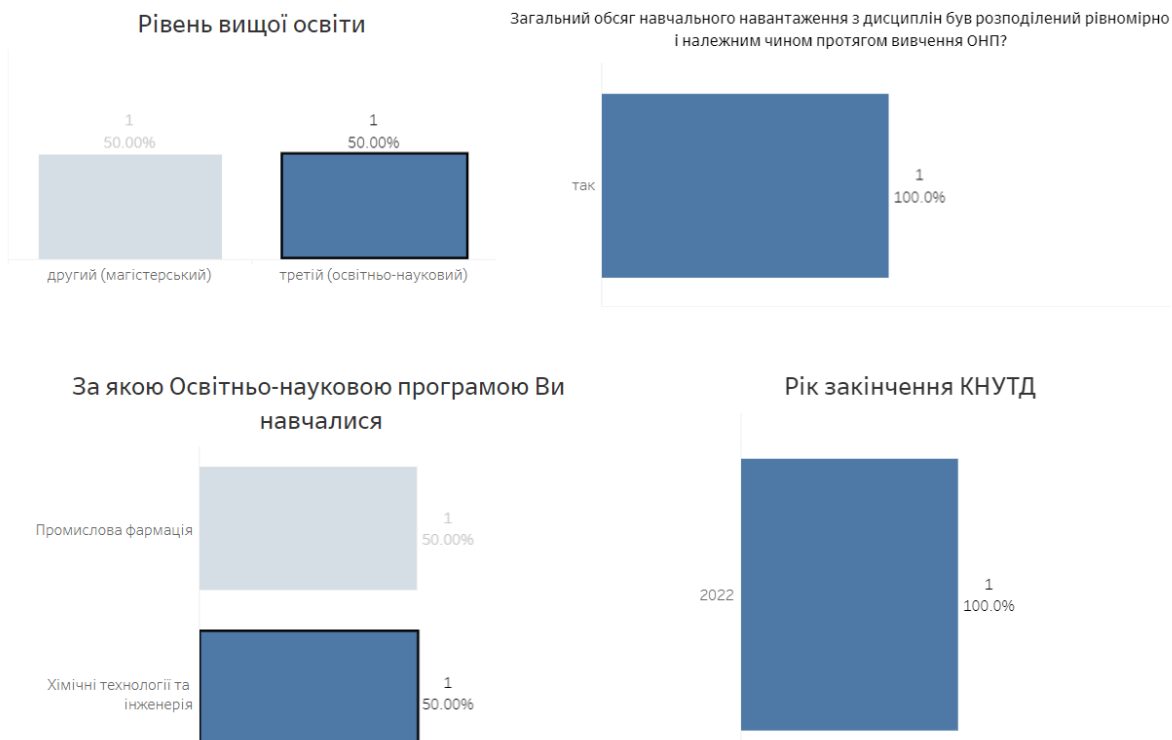 Рівень вищої освіти
1
50.00%
1
50.00%
другий (магістерський)
третій (освітньо-науковий)
Загальний обсяг навчального навантаження з дисциплін був розподілений рівномірно
і належним чином протягом вивчення ОНП?
так
1
100.0%
За якою Освітньо-науковою програмою Ви
навчалися
Промислова фармація
1
50.00%
Хімічні технології та
інженерія
1
50.00%
Рік закінчення КНУТД
2022
1
100.0%